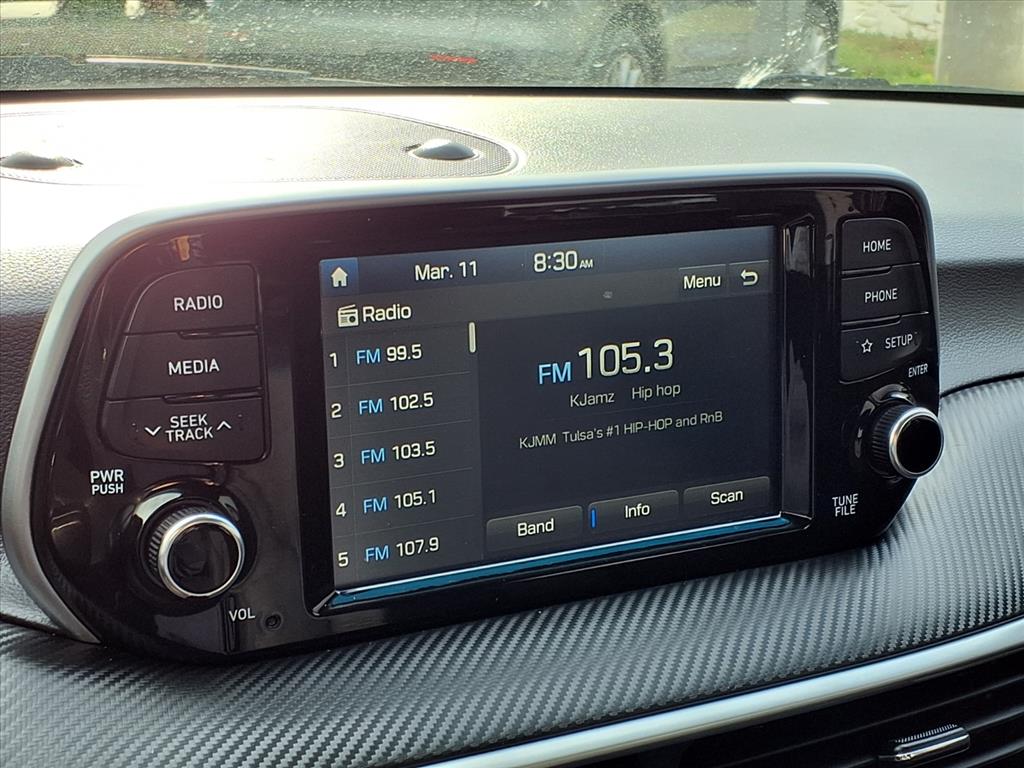 Mar. 11 8:30 AM
Menu
Radio
1 FM 99.5
2 FM 102.5
3 FM 103.5
4 FM 105.1
5 FM 107.9
FM 105.3
KJamz Hip hop
KJMM Tulsa's #1 HIP-HOP and RnB
Band Info Scan
RADIO
MEDIA
SEEK
TRACK
PWR
PUSH
VOL
HOME
PHONE
SETUP
ENTER
TUNE
FILE